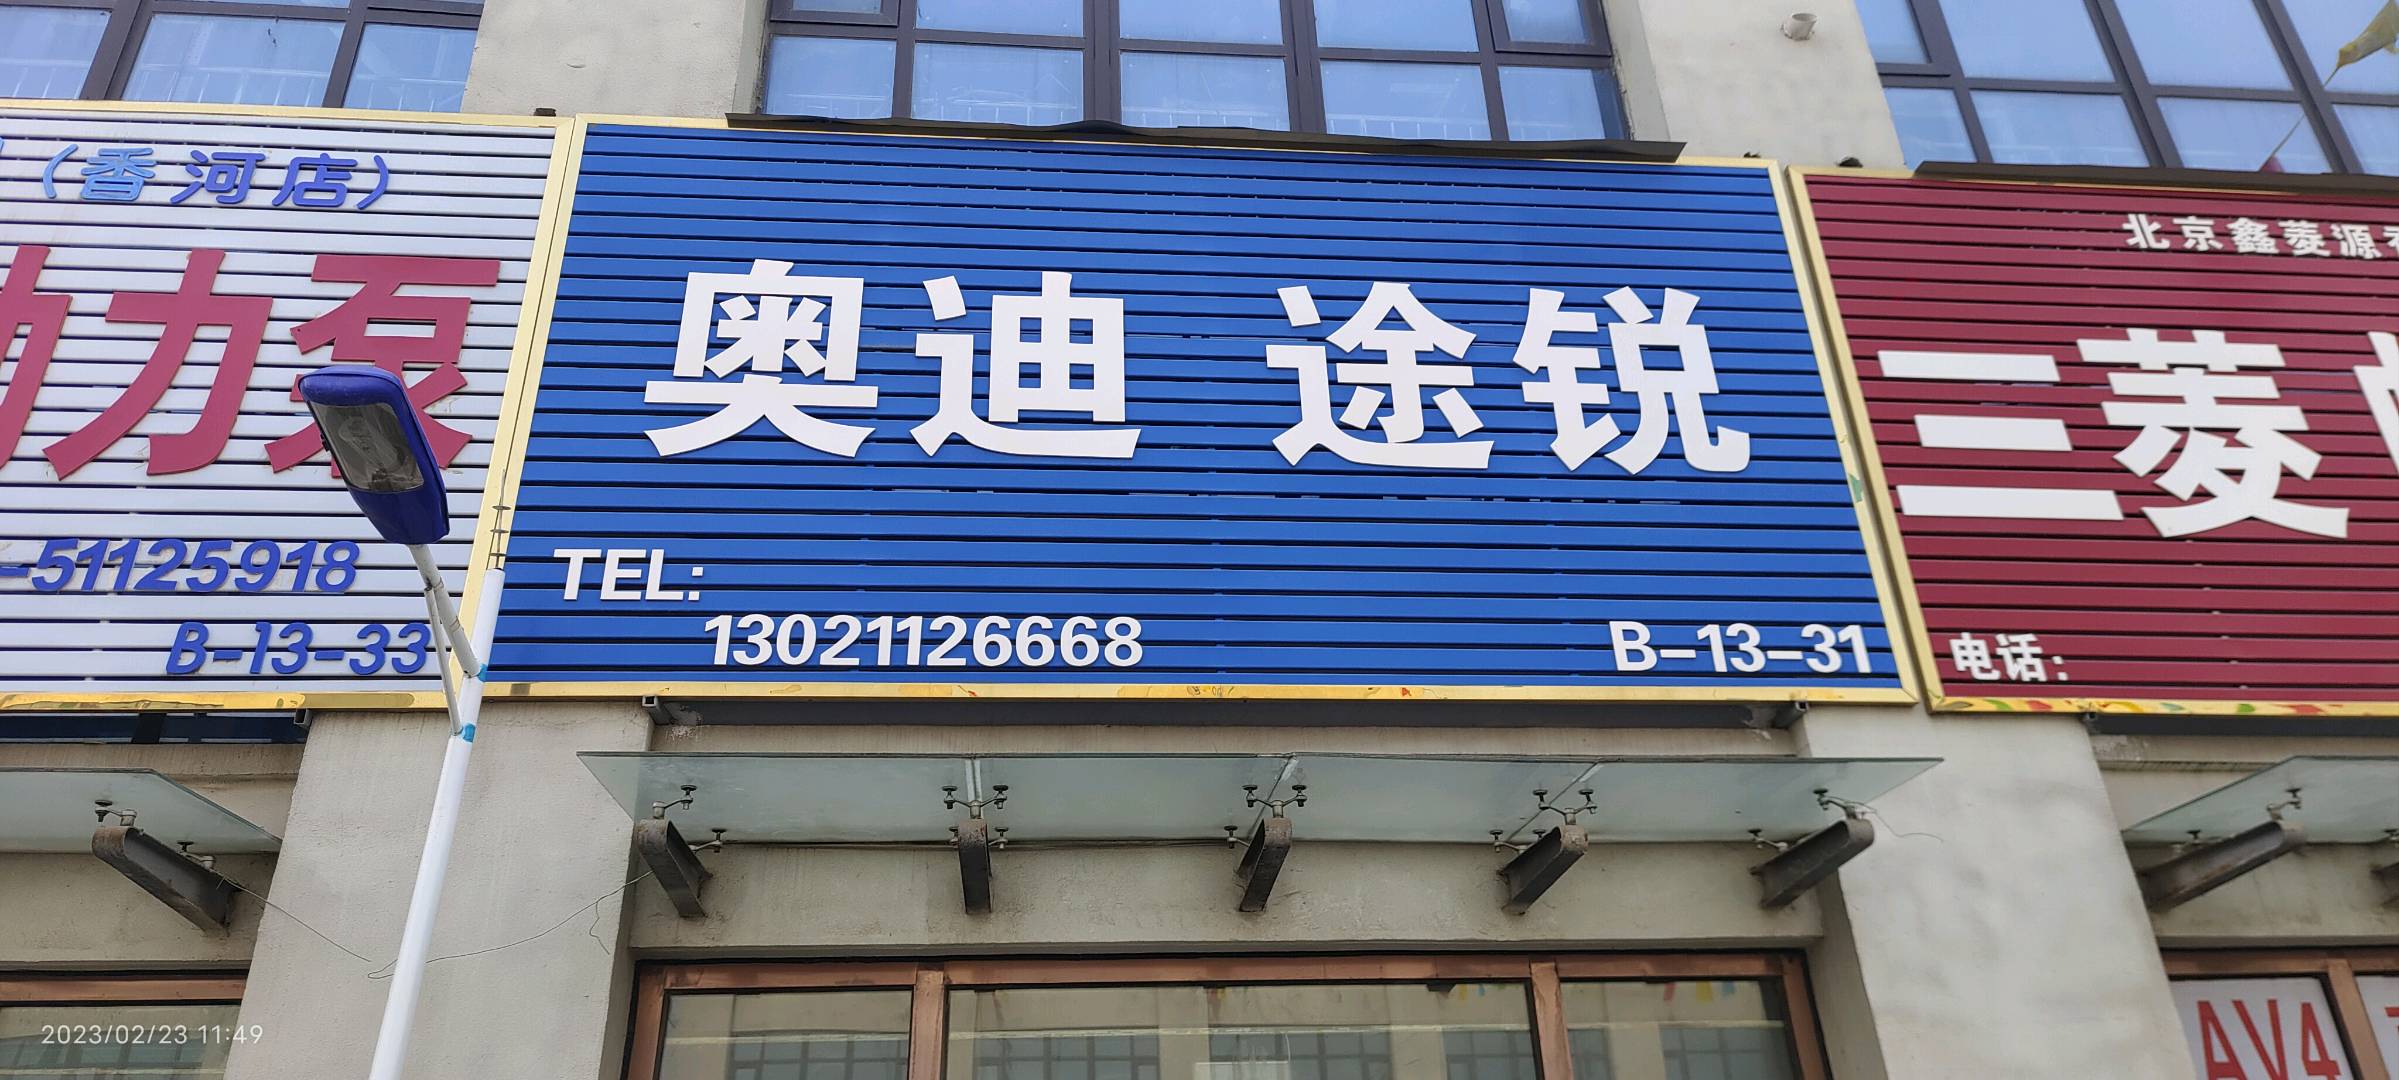 （香河店）
力泵
-51125918
B-13-33
奥迪 途锐
TEL:
13021126668
B-13-31
北京鑫菱源
三菱
电话:
AV4
2023/02/23 11:49